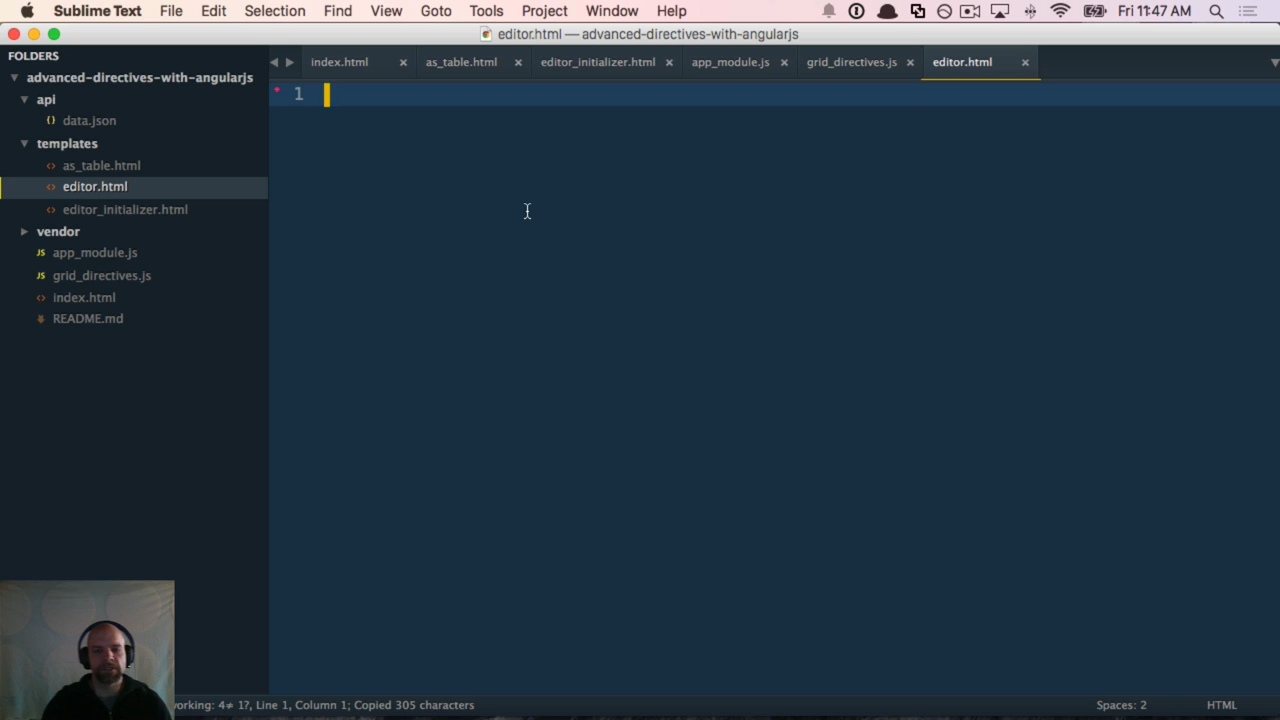 Sublime Text File Edit Selection Find View Goto Tools Project Window Help Fri 11:47 AM
editor.html — advanced-directives-with-angularjs
FOLDERS
index.html × as_table.html × editor_initializer.html × app_module.js × grid_directives.js × editor.html ×
advanced-directives-with-angularjs
1
api
{} data.json
templates
<> as_table.html
<> editor.html
<> editor_initializer.html
vendor
JS app_module.js
JS grid_directives.js
<> index.html
README.md
orking: 4≠ 1?, Line 1, Column 1; Copied 305 characters Spaces: 2 HTML